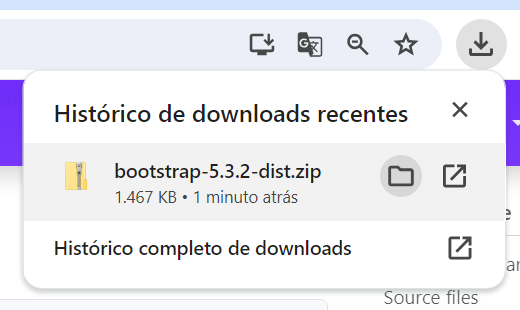 Histórico de downloads recentes
bootstrap-5.3.2-dist.zip
1.467 KB • 1 minuto atrás
Histórico completo de downloads
Source files